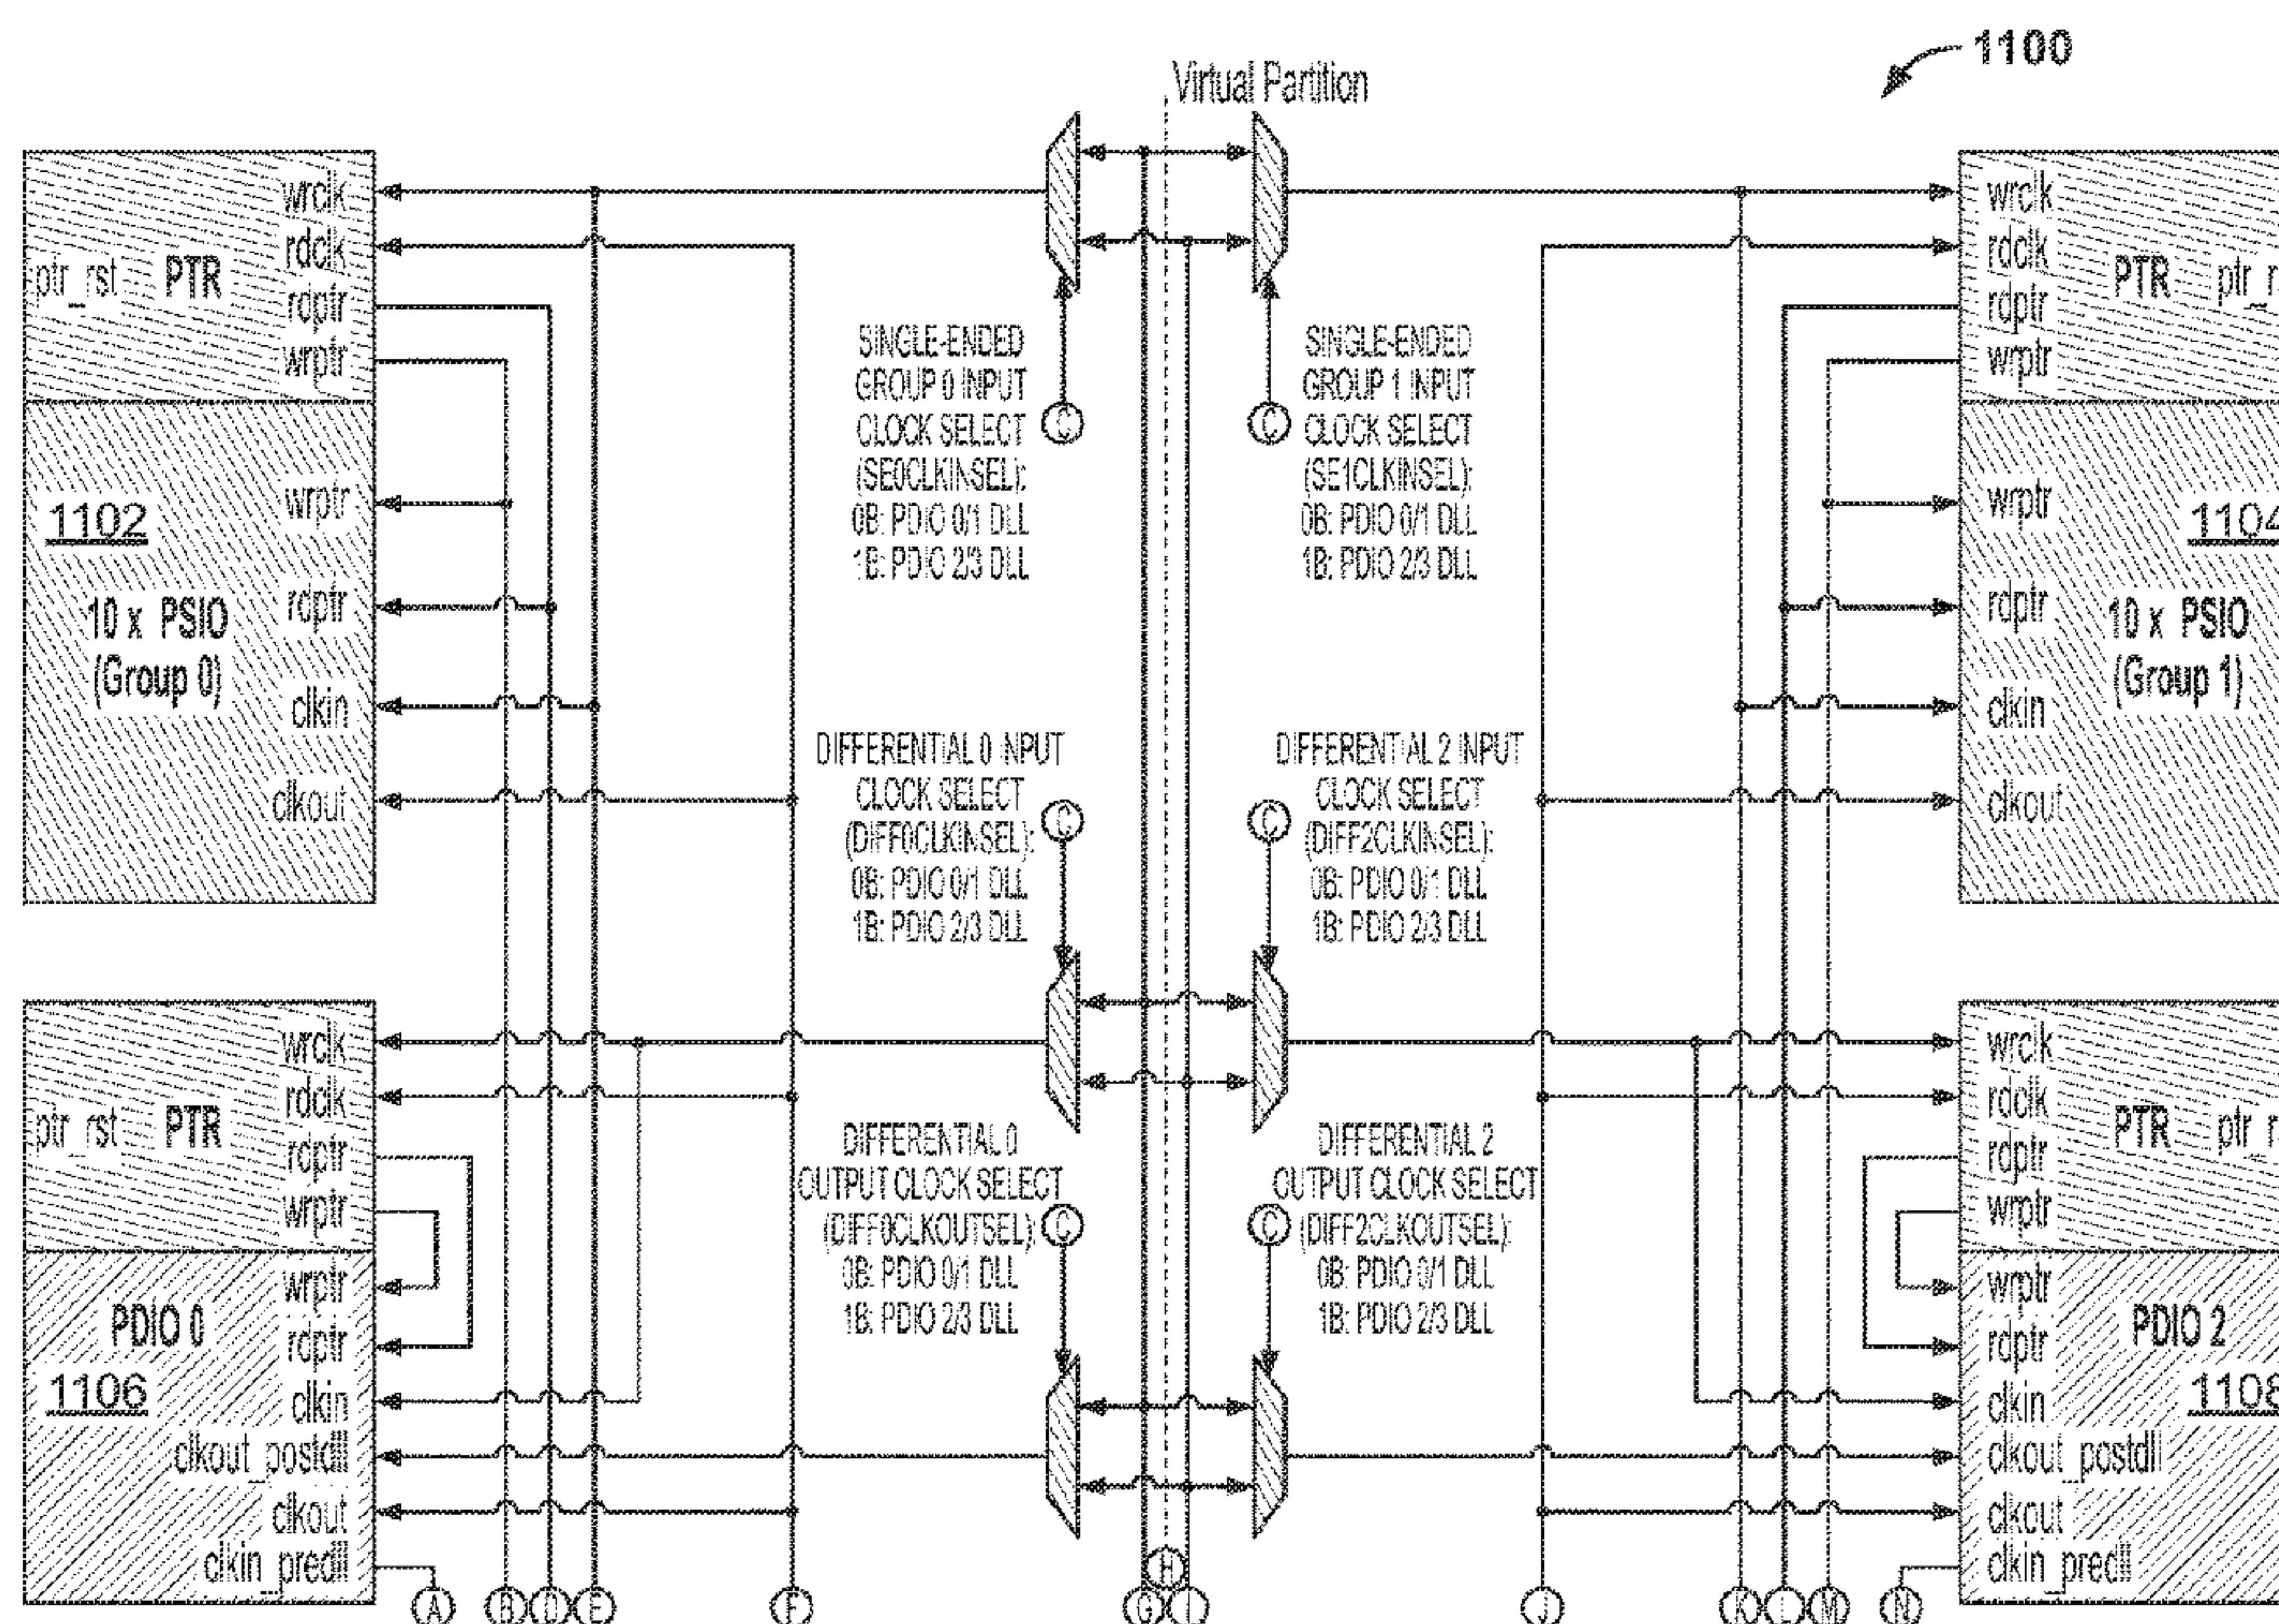 1100
Virtual Partition
wrclk
rdclk
ptr_rst PTR
rdptr
wrptr
1102
wrptr
10 x PSIO
(Group 0)
rdptr
clkin
clkout
SINGLE-ENDED
GROUP 0 INPUT
CLOCK SELECT
(SE0CLKINSEL):
0B: PDIO 0/1 DLL
1B: PDIO 2/3 DLL
C
SINGLE-ENDED
GROUP 1 INPUT
CLOCK SELECT
(SE1CLKINSEL):
0B: PDIO 0/1 DLL
1B: PDIO 2/3 DLL
C
wrclk
rdclk
PTR
rdptr
wrptr
wrptr
1104
rdptr
10 x PSIO
(Group 1)
clkin
clkout
DIFFERENTIAL 0 INPUT
CLOCK SELECT
(DIFF0CLKINSEL):
0B: PDIO 0/1 DLL
1B: PDIO 2/3 DLL
C
DIFFERENTIAL 2 INPUT
CLOCK SELECT
(DIFF2CLKINSEL):
0B: PDIO 0/1 DLL
1B: PDIO 2/3 DLL
C
wrclk
rdclk
ptr_rst PTR
rdptr
wrptr
wrptr
PDIO 0
rdptr
1106
clkin
clkout_postdll
clkout
clkin_predll
DIFFERENTIAL 0
OUTPUT CLOCK SELECT
(DIFF0CLKOUTSEL):
0B: PDIO 0/1 DLL
1B: PDIO 2/3 DLL
C
DIFFERENTIAL 2
OUTPUT CLOCK SELECT
(DIFF2CLKOUTSEL):
0B: PDIO 0/1 DLL
1B: PDIO 2/3 DLL
C
wrclk
rdclk
PTR
rdptr
wrptr
wrptr
PDIO 2
rdptr
1108
clkin
clkout_postdll
clkout
clkin_predll
H
A B D E F G I J K L M N